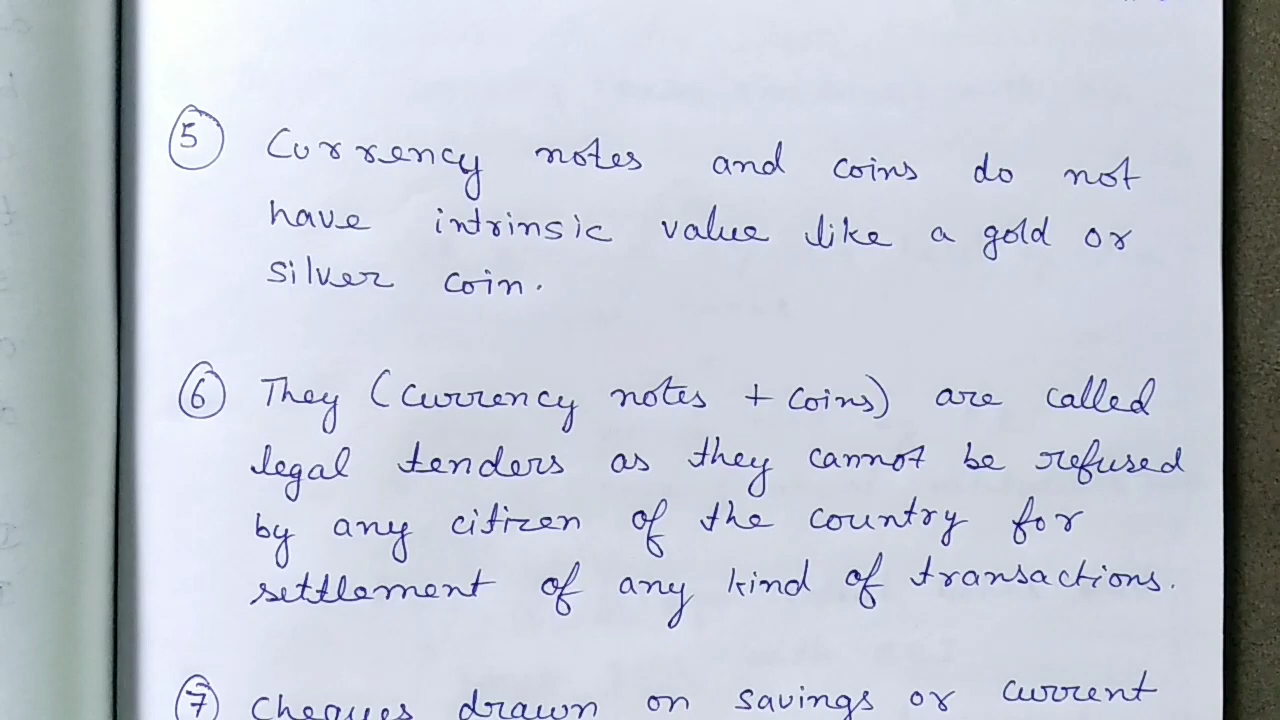 5 Currency notes and coins do not
have intrinsic value like a gold or
silver coin.
6 They (currency notes + coins) are called
legal tenders as they cannot be refused
by any citizen of the country for
settlement of any kind of transactions.
7 Cheques drawn on savings or current